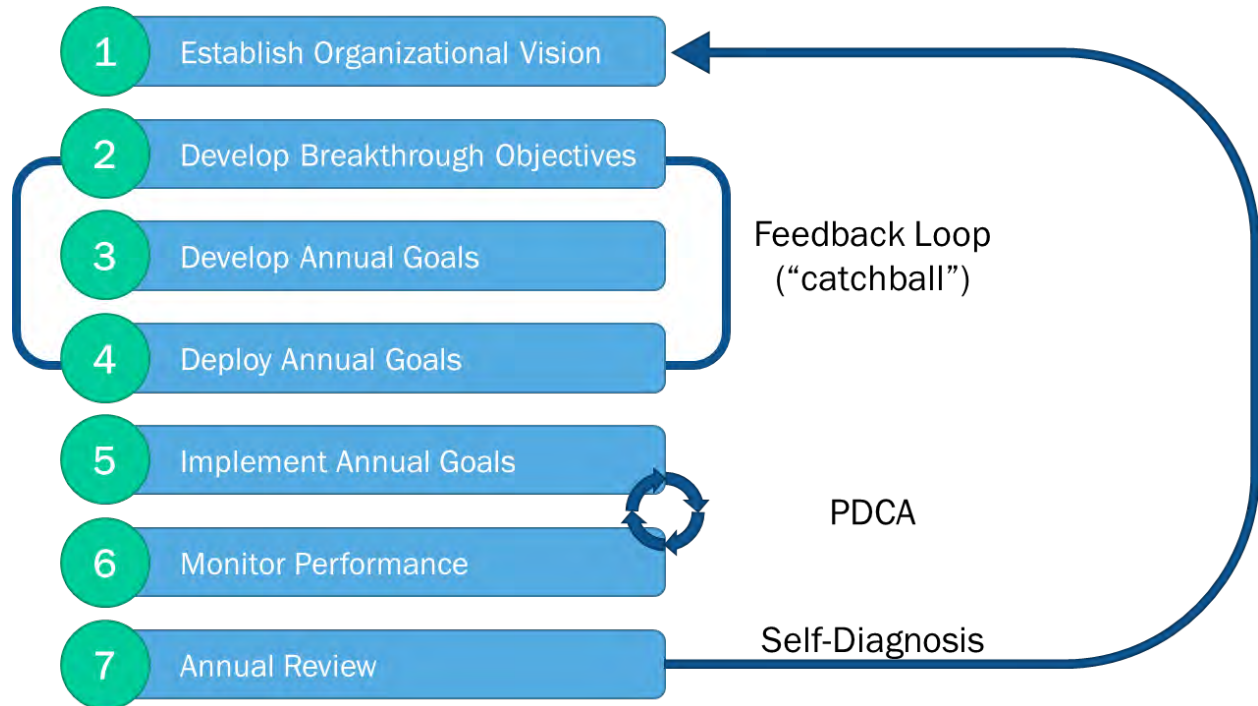 1 Establish Organizational Vision
2 Develop Breakthrough Objectives
3 Develop Annual Goals
Feedback Loop
(“catchball”)
4 Deploy Annual Goals
5 Implement Annual Goals
PDCA
6 Monitor Performance
7 Annual Review
Self-Diagnosis